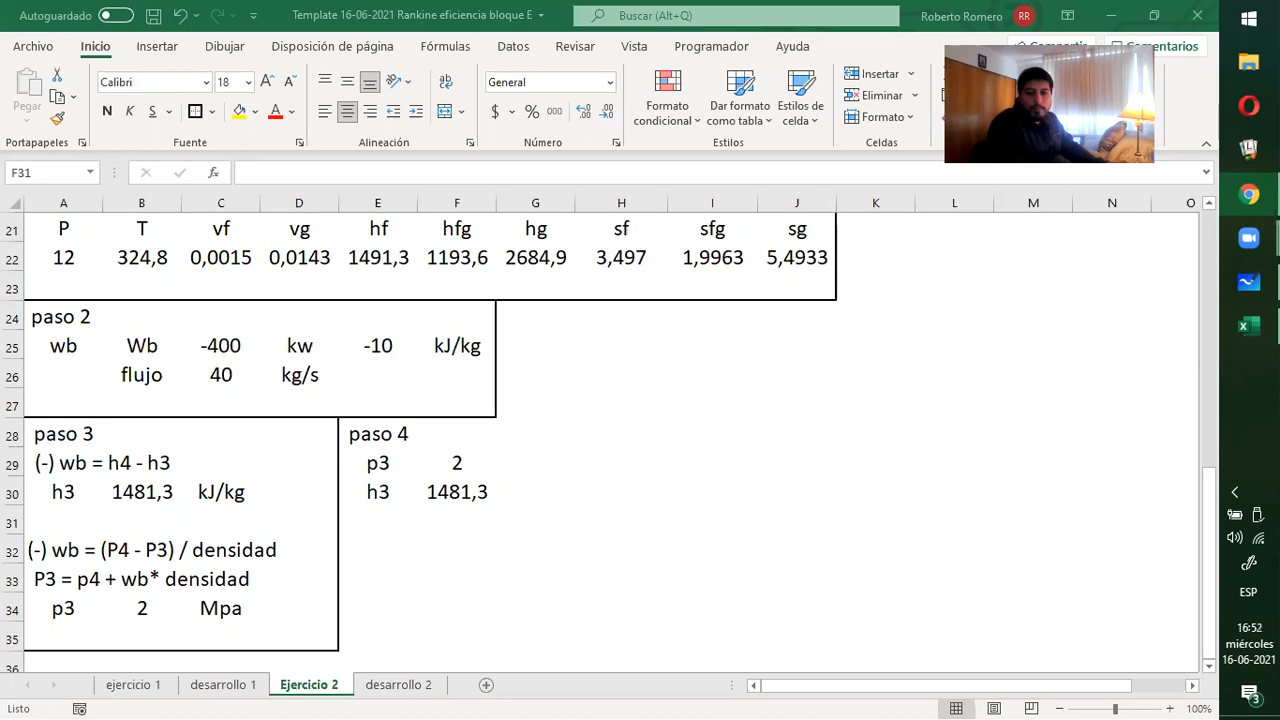 Autoguardado
Template 16-06-2021 Rankine eficiencia bloque E
Buscar (Alt+Q)
Roberto Romero
RR
Archivo Inicio Insertar Dibujar Disposición de página Fórmulas Datos Revisar Vista Programador Ayuda
Comentarios
Pegar
Calibri 18
N K S
General
Formato condicional
Dar formato como tabla
Estilos de celda
Insertar
Eliminar
Formato
Portapapeles Fuente Alineación Número Estilos Celdas
F31
A B C D E F G H I J K L M N O
21 P T vf vg hf hfg hg sf sfg sg
22 12 324,8 0,0015 0,0143 1491,3 1193,6 2684,9 3,497 1,9963 5,4933
23
24 paso 2
25 wb Wb -400 kw -10 kJ/kg
26 flujo 40 kg/s
27
28 paso 3 paso 4
29 (-) wb = h4 - h3 p3 2
30 h3 1481,3 kJ/kg h3 1481,3
31
32 (-) wb = (P4 - P3) / densidad
33 P3 = p4 + wb* densidad
34 p3 2 Mpa
35
36
ejercicio 1 desarrollo 1 Ejercicio 2 desarrollo 2
Listo
100%
ESP
16:52
miércoles
16-06-2021
3